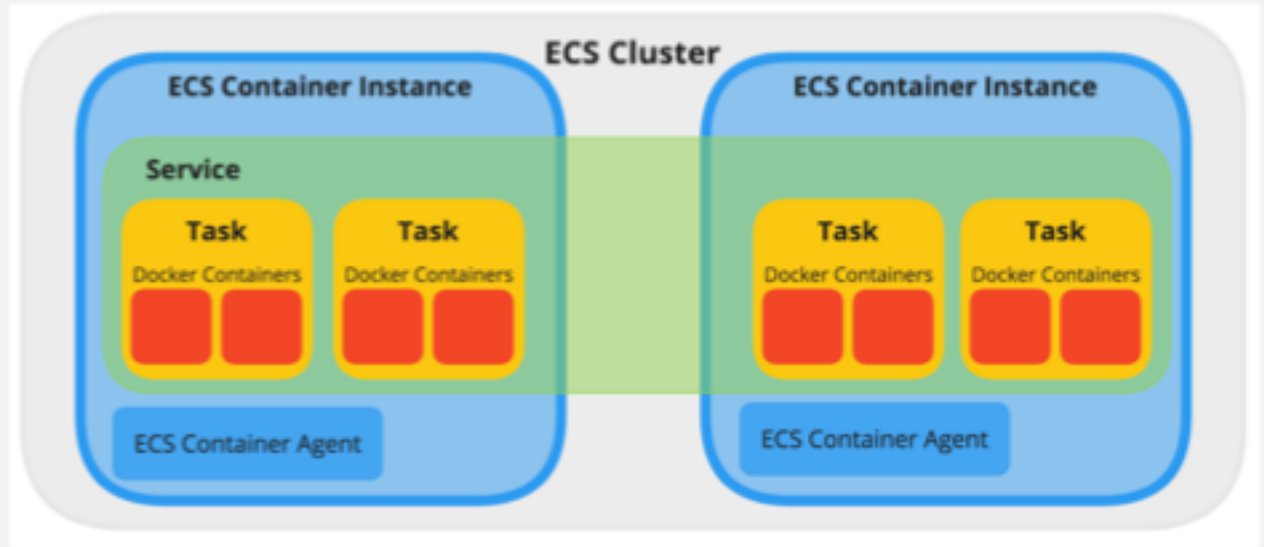 ECS Cluster
ECS Container Instance
ECS Container Instance
Service
Task
Task
Task
Task
Docker Containers
Docker Containers
Docker Containers
Docker Containers
ECS Container Agent
ECS Container Agent